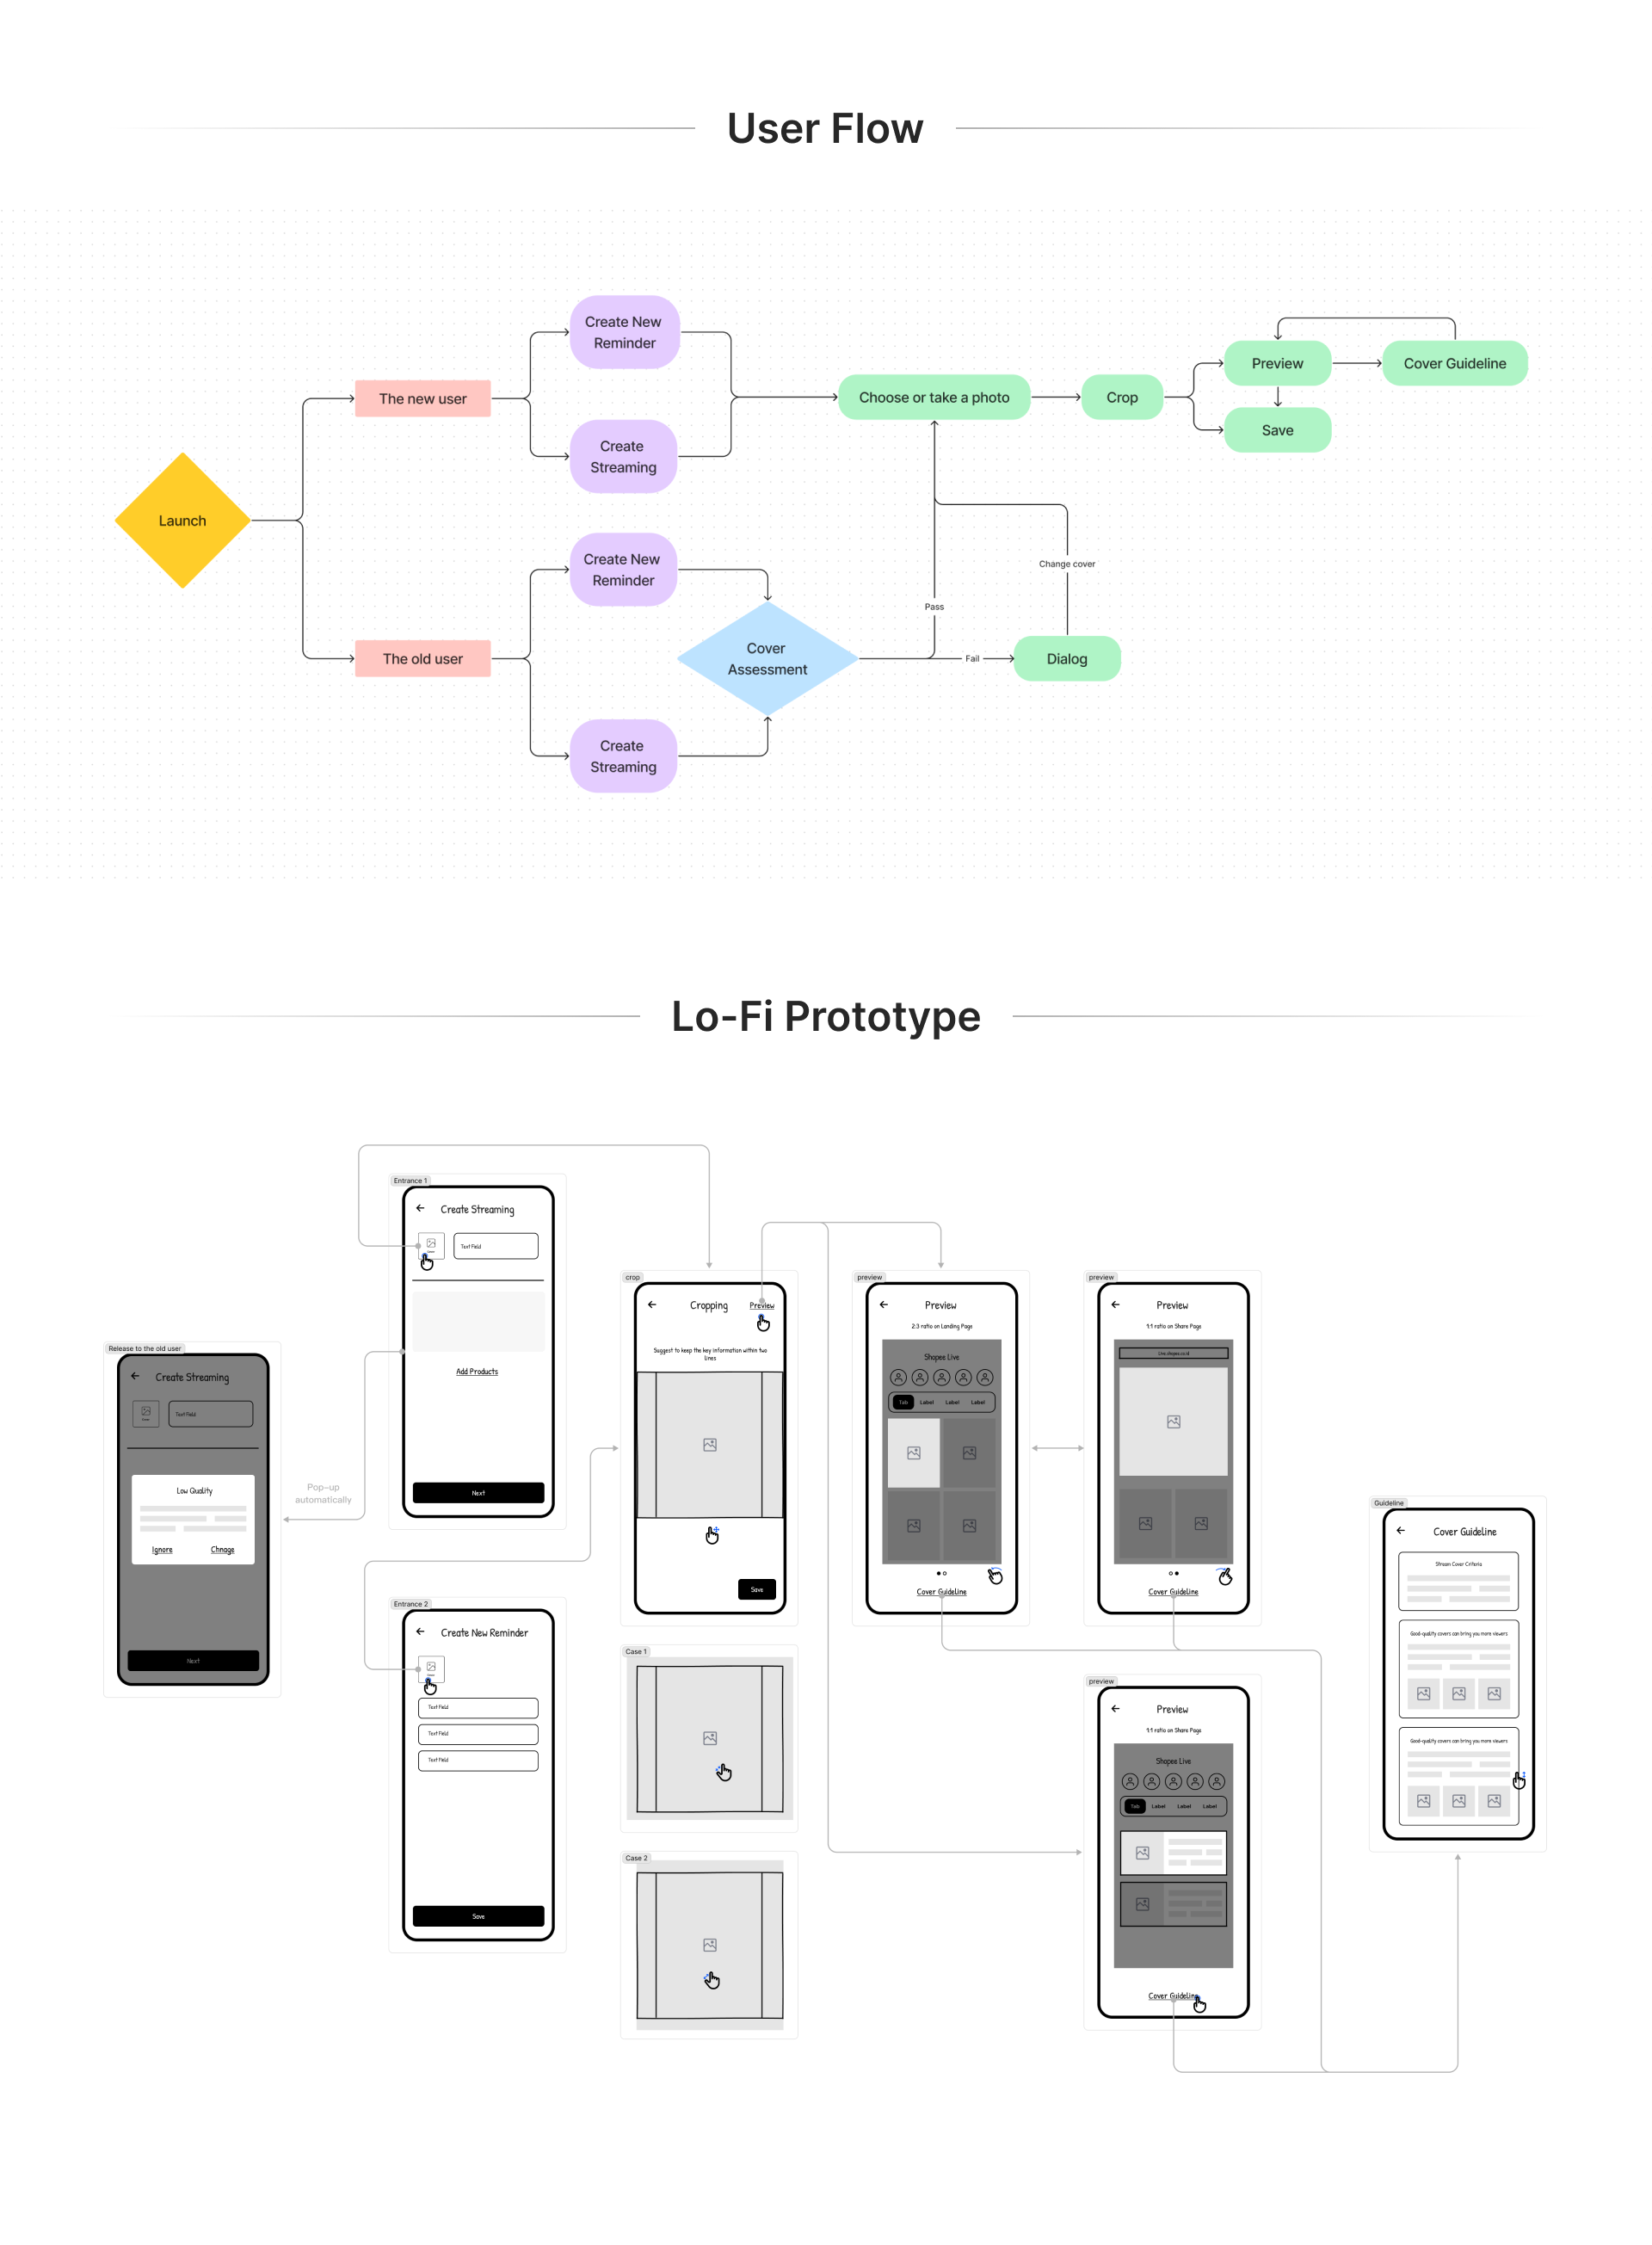 User Flow
Create New
Reminder
Preview
Cover Guideline
The new user
Choose or take a photo
Crop
Save
Create
Streaming
Launch
Create New
Reminder
Change cover
Pass
The old user
Cover
Assessment
Fail
Dialog
Create
Streaming
Lo-Fi Prototype
Entrance 1
Create Streaming
Cover
Text Field
Add Products
Next
Release to the old user
Create Streaming
Cover
Text Field
Low Quality
Ignore
Chnage
Next
Pop-up
automatically
Entrance 2
Create New Reminder
Cover
Text Field
Text Field
Text Field
Save
crop
Cropping
Preview
Suggest to keep the key information within two
lines
Save
Case 1
Case 2
preview
Preview
2:3 ratio on Landing Page
Shopee Live
Tab
Label
Label
Label
Cover Guideline
preview
Preview
1:1 ratio on Share Page
Live.shopee.co.id
Cover Guideline
preview
Preview
1:1 ratio on Share Page
Shopee Live
Tab
Label
Label
Label
Cover Guideline
Guideline
Cover Guideline
Stream Cover Criteria
Good-quality covers can bring you more viewers
Good-quality covers can bring you more viewers